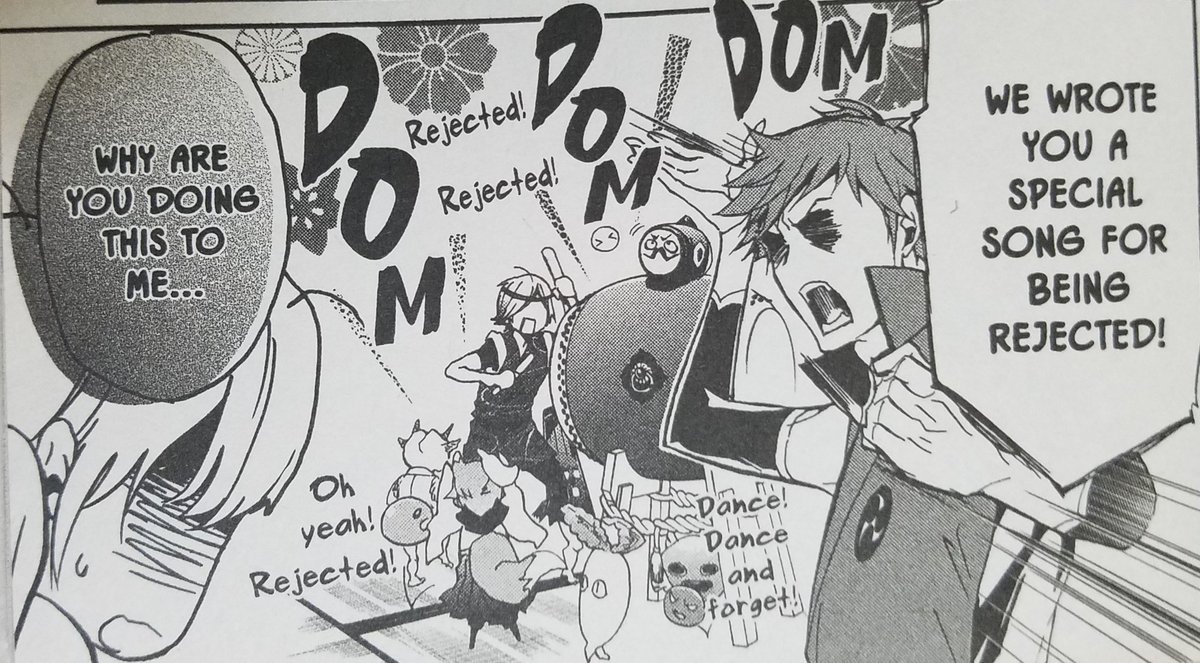 WE WROTE
YOU A
SPECIAL
SONG FOR
BEING
REJECTED!
DOM
DOM
DOM
Rejected!
Rejected!
Oh
yeah!
Rejected!
Dance!
Dance
and
forget!
WHY ARE
YOU DOING
THIS TO
ME...